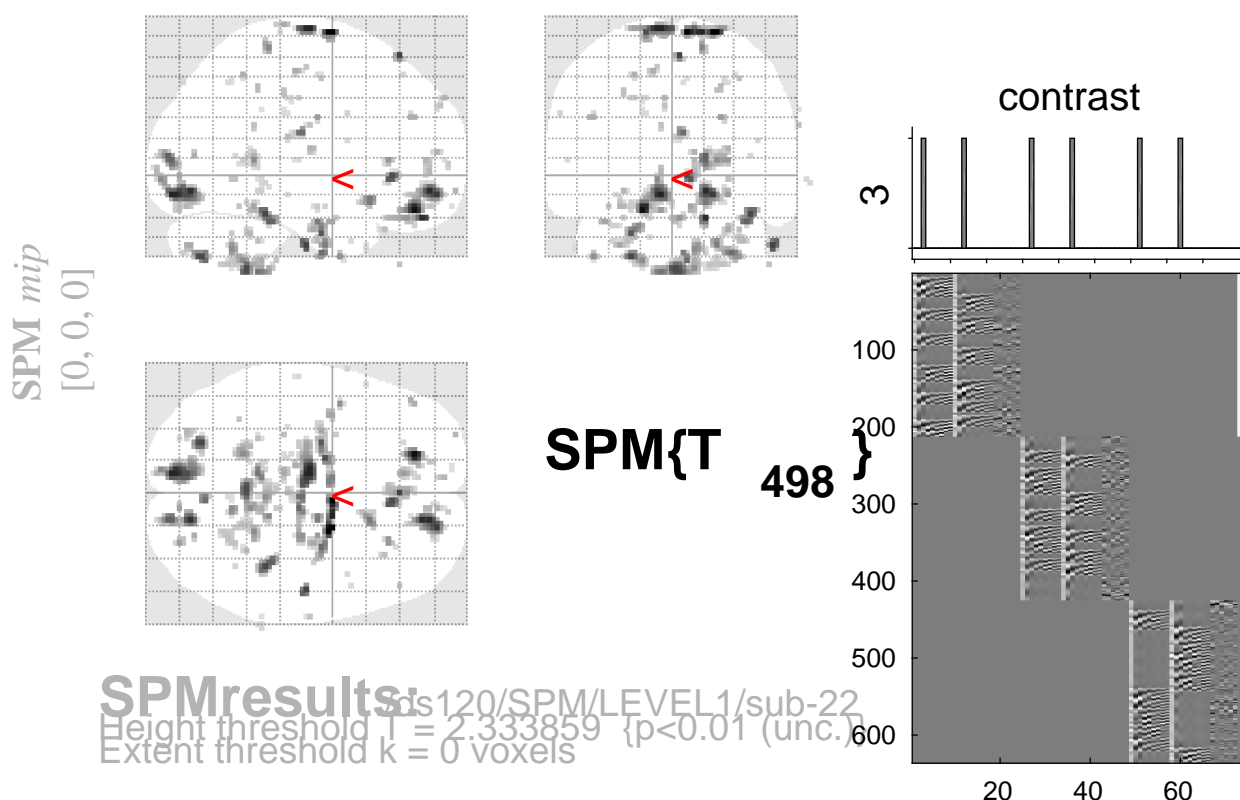 SPM mip
[0, 0, 0]
<
<
<
SPM{T 498 }
SPMresults: /ds120/SPM/LEVEL1/sub-22
Height threshold T = 2.333859 {p<0.01 (unc.)}
Extent threshold k = 0 voxels
contrast
3
100
200
300
400
500
600
20 40 60